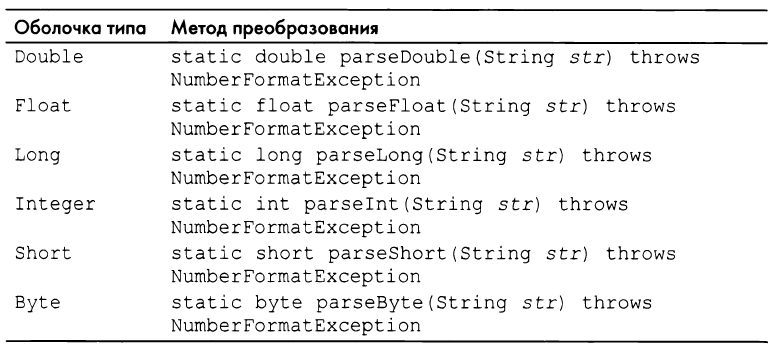 Оболочка типа Метод преобразования
Double static double parseDouble(String str) throws
NumberFormatException
Float static float parseFloat(String str) throws
NumberFormatException
Long static long parseLong(String str) throws
NumberFormatException
Integer static int parseInt(String str) throws
NumberFormatException
Short static short parseShort(String str) throws
NumberFormatException
Byte static byte parseByte(String str) throws
NumberFormatException